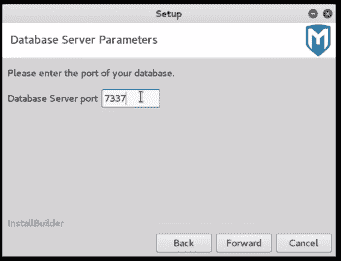 Setup
Database Server Parameters
Please enter the port of your database.
Database Server port 7337
InstallBuilder
Back Forward Cancel